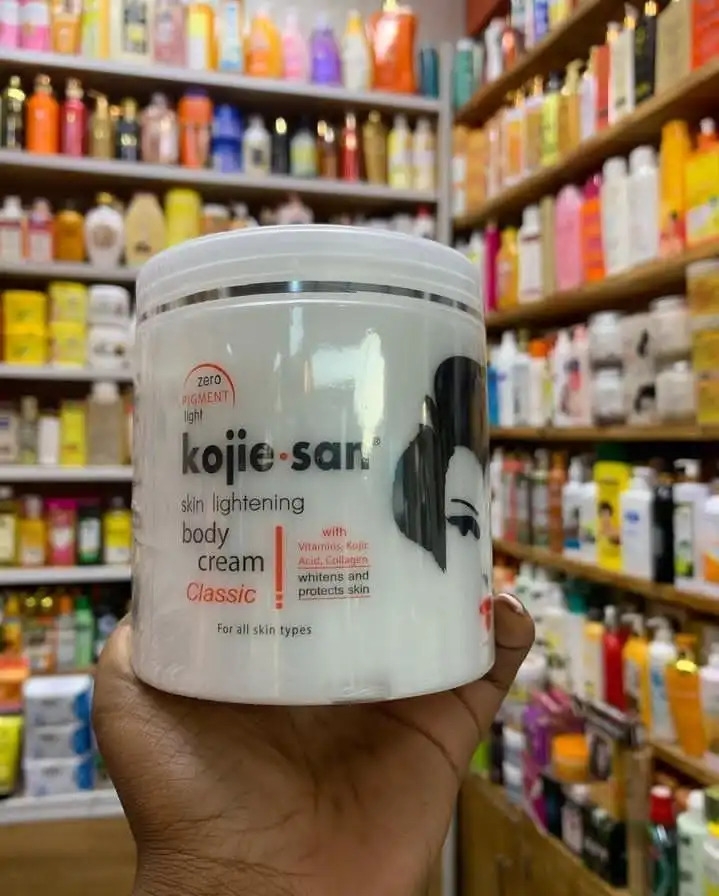 zero
PIGMENT
light
kojie·san®
skin lightening
body
cream
Classic
with
Vitamins, Kojic
Acid, Collagen
whitens and
protects skin
For all skin types